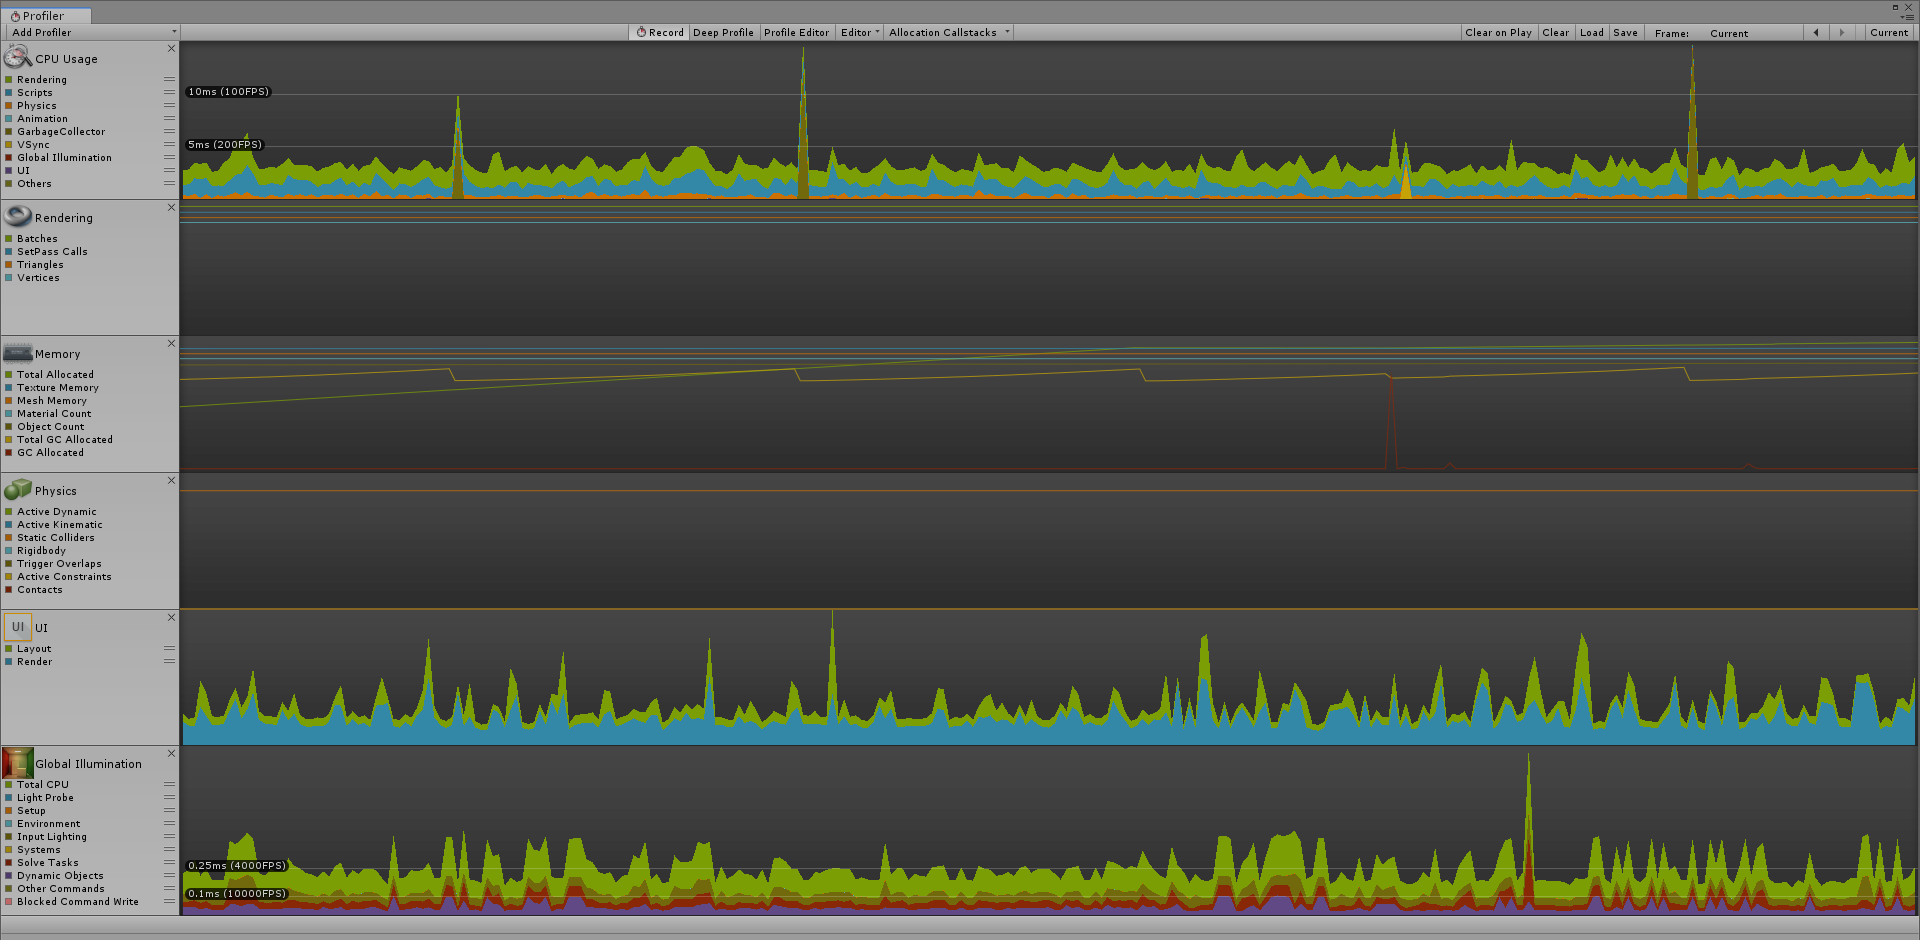 Profiler
Add Profiler
Record Deep Profile Profile Editor Editor Allocation Callstacks Clear on Play Clear Load Save Frame: Current Current
CPU Usage
Rendering
Scripts
Physics
Animation
GarbageCollector
VSync
Global Illumination
UI
Others
10ms (100FPS)
5ms (200FPS)
Rendering
Batches
SetPass Calls
Triangles
Vertices
Memory
Total Allocated
Texture Memory
Mesh Memory
Material Count
Object Count
Total GC Allocated
GC Allocated
Physics
Active Dynamic
Active Kinematic
Static Colliders
Rigidbody
Trigger Overlaps
Active Constraints
Contacts
UI UI
Layout
Render
Global Illumination
Total CPU
Light Probe
Setup
Environment
Input Lighting
Systems
Solve Tasks
Dynamic Objects
Other Commands
Blocked Command Write
0.25ms (4000FPS)
0.1ms (10000FPS)